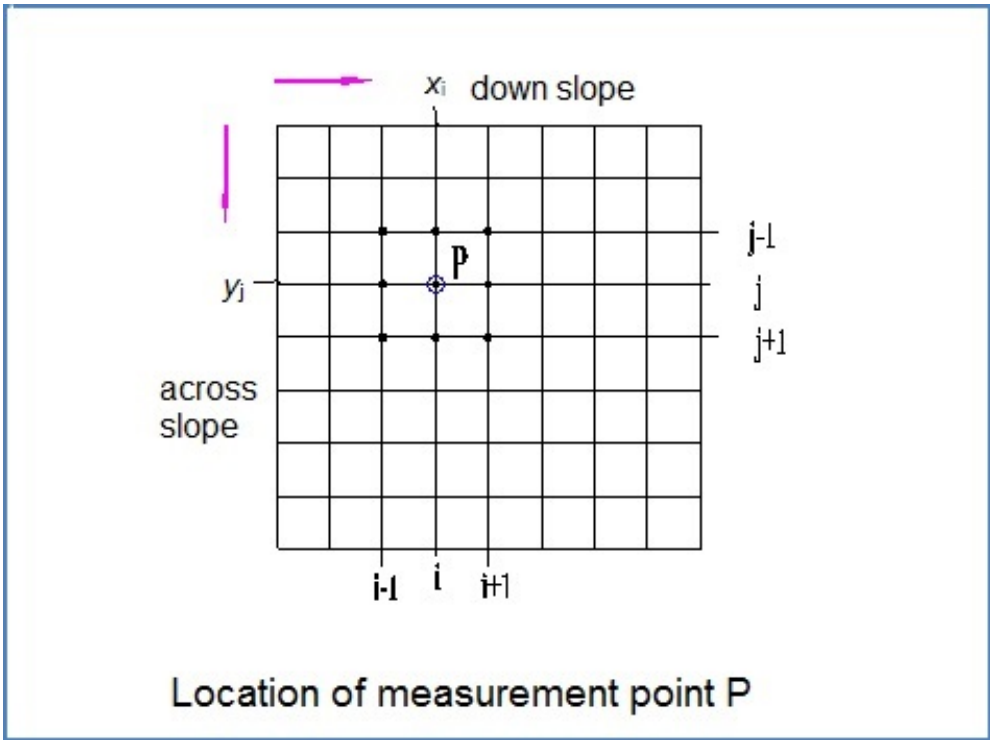 xi down slope
j-1
P
yj
j
j+1
across
slope
i-1 i i+1
Location of measurement point P